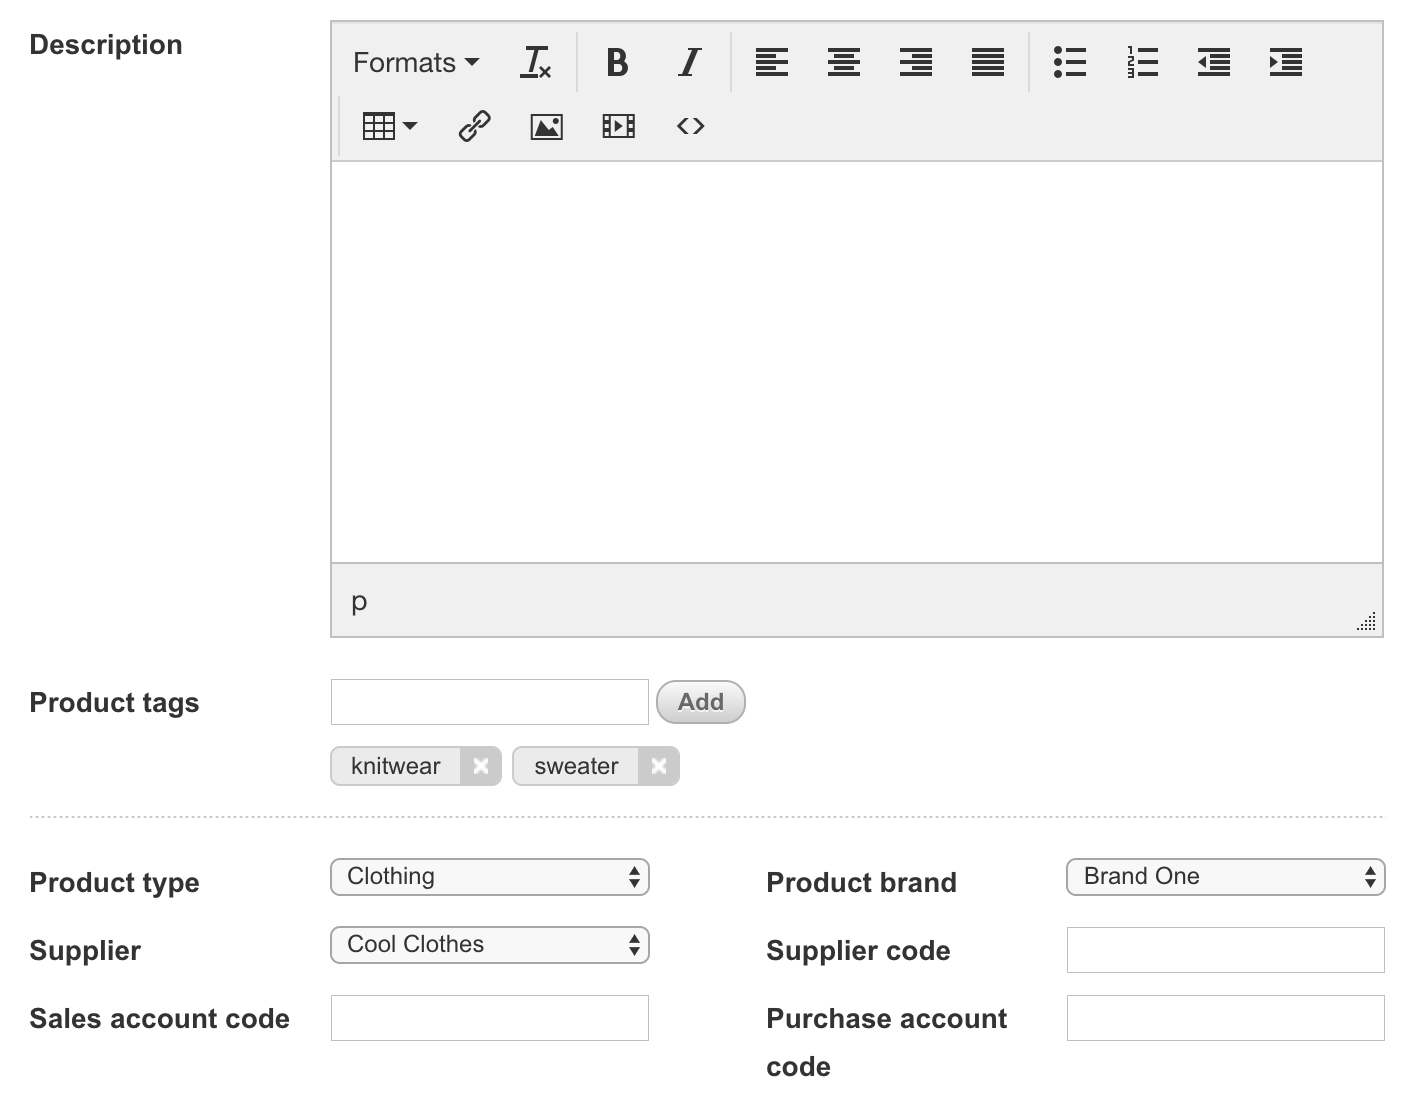 Description
Formats
B I
p
Product tags
Add
knitwear sweater
Product type Clothing Product brand Brand One
Supplier Cool Clothes Supplier code
Sales account code Purchase account
code